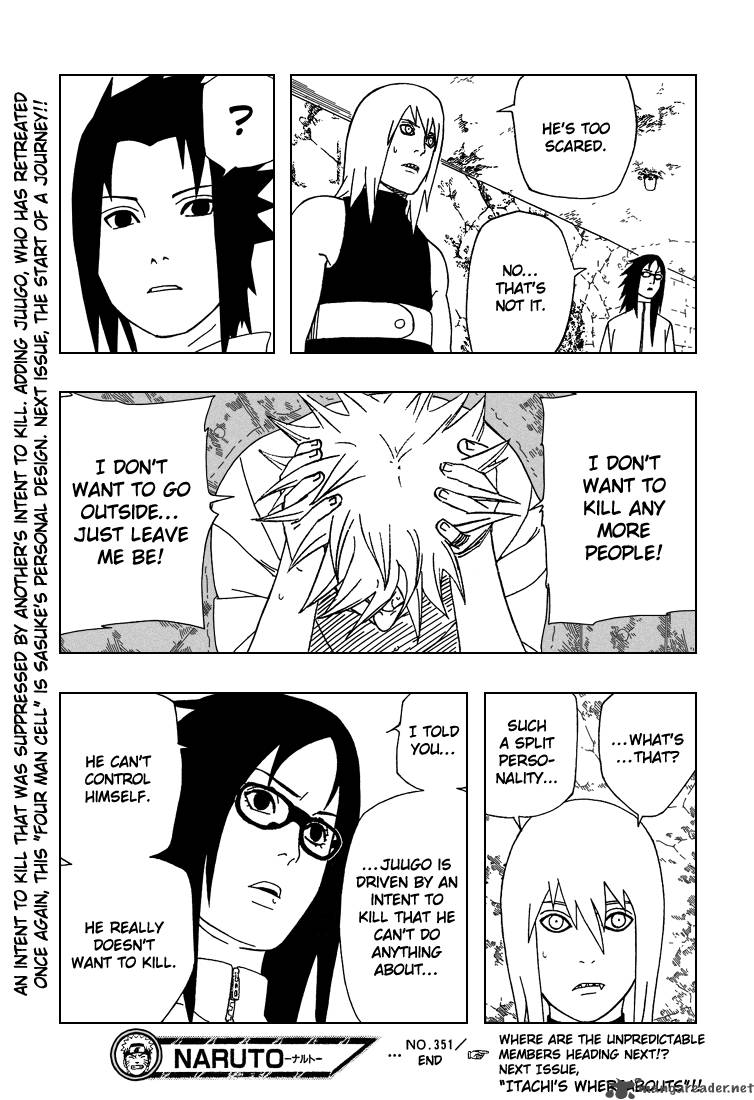 HE'S TOO
SCARED.
NO...
THAT'S
NOT IT.
?
I DON'T
WANT TO
KILL ANY
MORE
PEOPLE!
I DON'T
WANT TO GO
OUTSIDE...
JUST LEAVE
ME BE!
...WHAT'S
...THAT?
SUCH
A SPLIT
PERSO-
NALITY...
I TOLD
YOU...
...JUUGO IS
DRIVEN BY AN
INTENT TO
KILL THAT HE
CAN'T DO
ANYTHING
ABOUT...
HE CAN'T
CONTROL
HIMSELF.
HE REALLY
DOESN'T
WANT TO KILL.
AN INTENT TO KILL THAT WAS SUPPRESSED BY ANOTHER'S INTENT TO KILL. ADDING JUUGO, WHO HAS RETREATED
ONCE AGAIN, THIS "FOUR MAN CELL" IS SASUKE'S PERSONAL DESIGN. NEXT ISSUE, THE START OF A JOURNEY!!
NARUTO —ナルト—
... NO.351/
END
☞ WHERE ARE THE UNPREDICTABLE
MEMBERS HEADING NEXT!?
NEXT ISSUE,
"ITACHI'S WHEREABOUTS"!!
mangareader.net